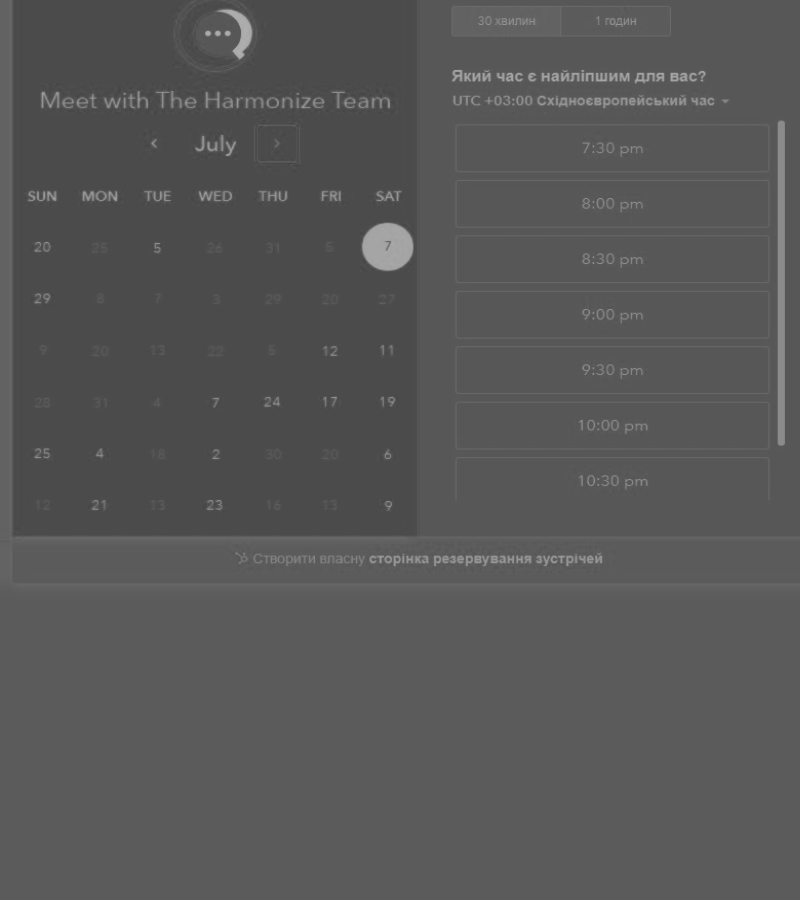 Meet with The Harmonize Team
July
SUN MON TUE WED THU FRI SAT
20 25 5 26 31 5 7
29 6 7 3 29 20 27
9 20 13 22 5 12 11
28 31 4 7 24 17 19
25 4 18 2 30 20 6
12 21 13 23 16 13 9
30 хвилин 1 годин
Який час є найліпшим для вас?
UTC +03:00 Східноєвропейський час
7:30 pm
8:00 pm
8:30 pm
9:00 pm
9:30 pm
10:00 pm
10:30 pm
Створити власну сторінка резервування зустрічей